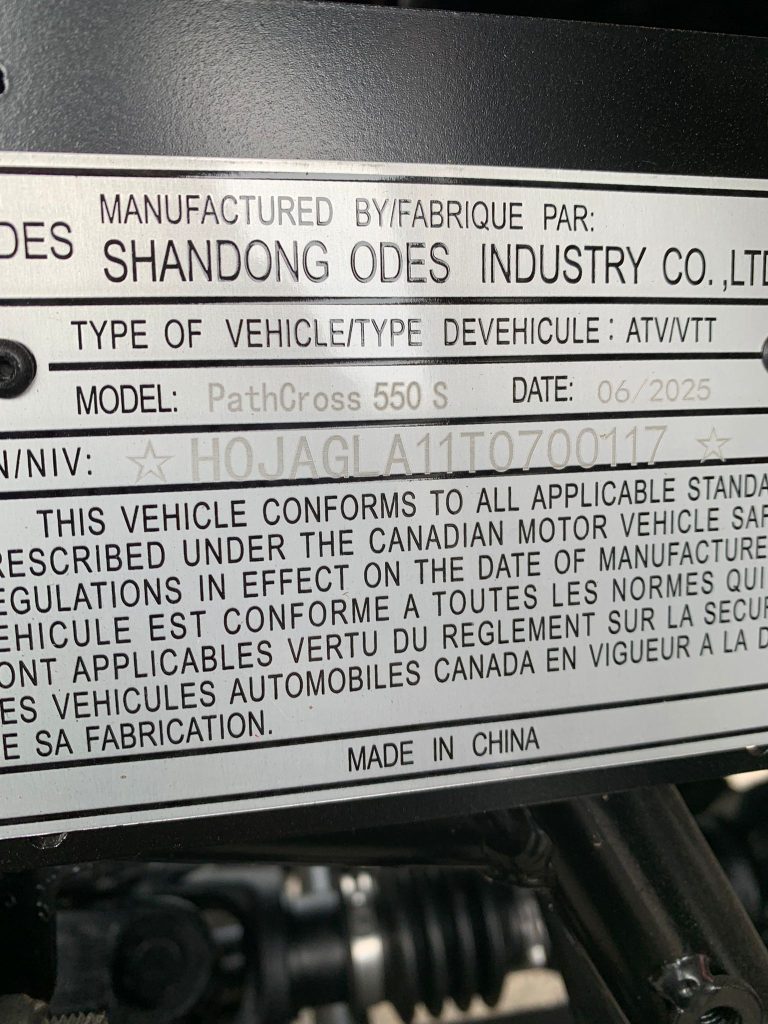 DES
MANUFACTURED BY/FABRIQUE PAR:
SHANDONG ODES INDUSTRY CO.,LTD
TYPE OF VEHICLE/TYPE DEVEHICULE: ATV/VTT
MODEL: PathCross 550 S DATE: 06/2025
N/NIV: ☆ H0JAGLA11T0700117 ☆
THIS VEHICLE CONFORMS TO ALL APPLICABLE STANDA
RESCRIBED UNDER THE CANADIAN MOTOR VEHICLE SAF
EGULATIONS IN EFFECT ON THE DATE OF MANUFACTURE
EHICULE EST CONFORME A TOUTES LES NORMES QUI
ONT APPLICABLES VERTU DU REGLEMENT SUR LA SECUR
ES VEHICULES AUTOMOBILES CANADA EN VIGUEUR A LA D
E SA FABRICATION.
MADE IN CHINA